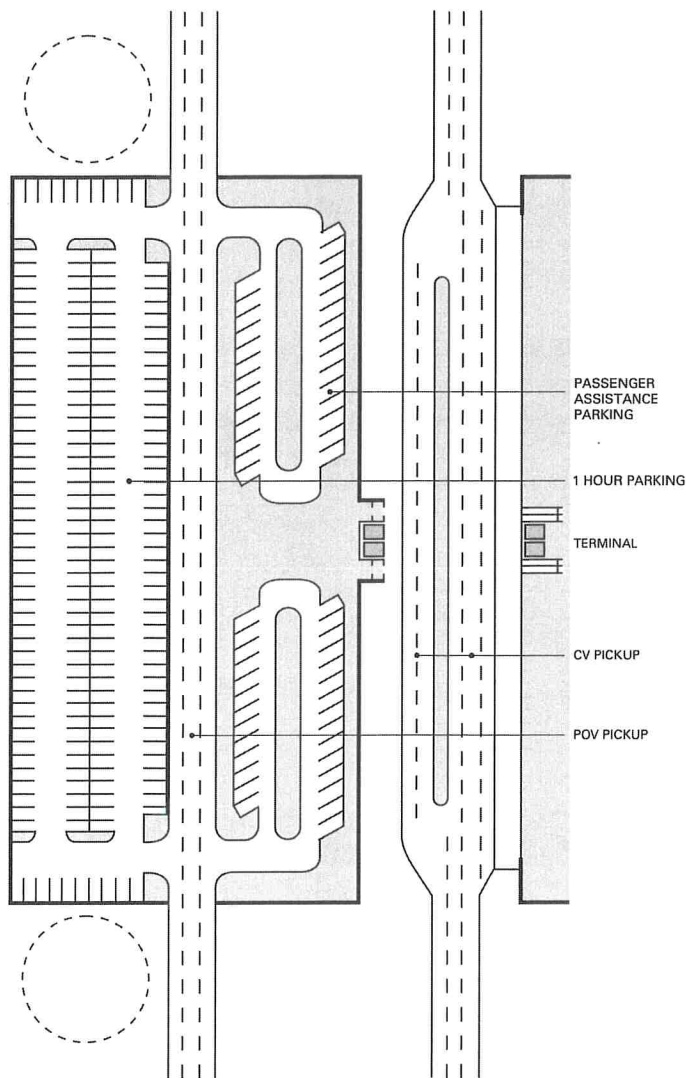 PASSENGER
ASSISTANCE
PARKING
1 HOUR PARKING
TERMINAL
CV PICKUP
POV PICKUP